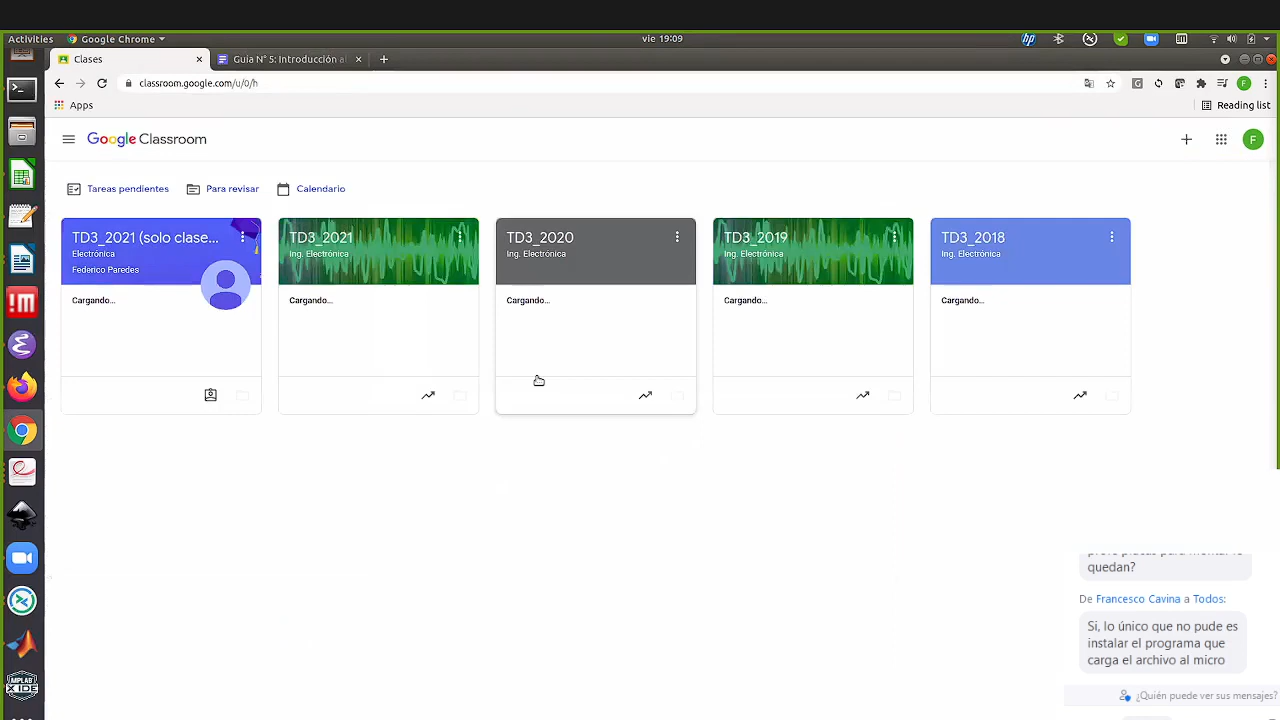 Activities Google Chrome vie 19:09
Clases Guía N° 5: Introducción al
classroom.google.com/u/0/h
Apps Reading list
Google Classroom F
Tareas pendientes Para revisar Calendario
TD3_2021 (solo clase...
Electrónica
Federico Paredes
Cargando...
TD3_2021
Ing. Electrónica
Cargando...
TD3_2020
Ing. Electrónica
Cargando...
TD3_2019
Ing. Electrónica
Cargando...
TD3_2018
Ing. Electrónica
Cargando...
!M
MPLAB
X IDE
quedan?
De Francesco Cavina a Todos:
Si, lo único que no pude es
instalar el programa que
carga el archivo al micro
¿Quién puede ver sus mensajes?